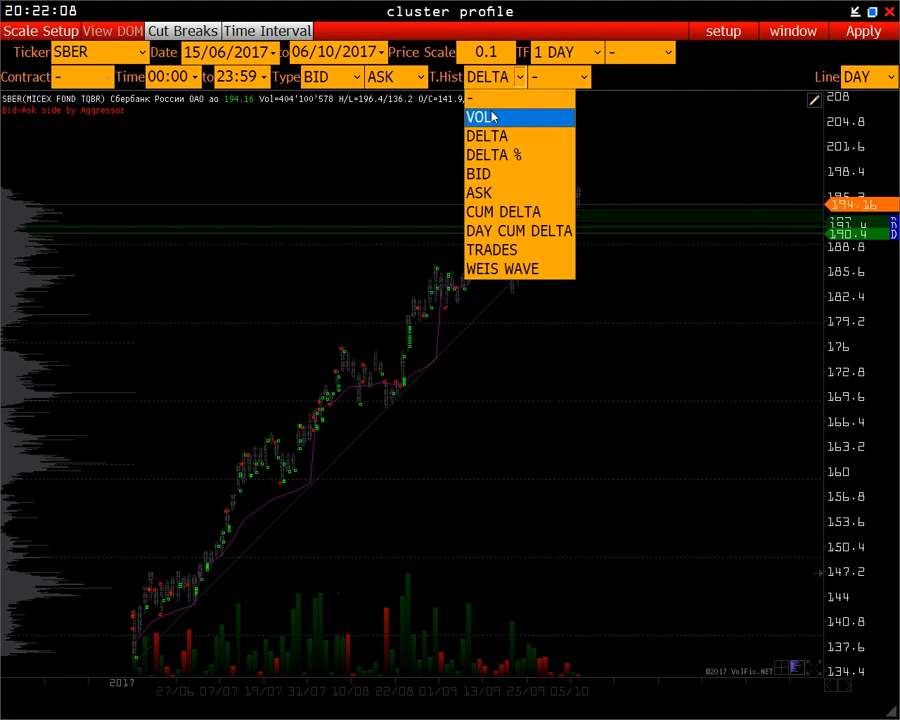 20:22:08 cluster profile
Scale Setup View DOM Cut Breaks Time Interval setup window Apply
Ticker SBER Date 15/06/2017 to 06/10/2017 Price Scale 0.1 TF 1 DAY -
Contract - Time 00:00 to 23:59 Type BID ASK T.Hist DELTA - Line DAY
SBER(MICEX FOND TQBR) Сбербанк России ОАО ао 194.16 Vol=404'100'578 H/L=196.4/136.2 O/C=141.9,
Bid-Ask side by Aggressor
-
VOL
DELTA
DELTA %
BID
ASK
CUM DELTA
DAY CUM DELTA
TRADES
WEIS WAVE
208
204.8
201.6
198.4
194.16
191.4
190.4 D
188.8
185.6
182.4
179.2
176
172.8
169.6
166.4
163.2
160
156.8
153.6
150.4
147.2
144
140.8
137.6
134.4
©2017 VolFix.NET
2017 27/06 07/07 19/07 31/07 10/08 22/08 01/09 13/09 25/09 05/10